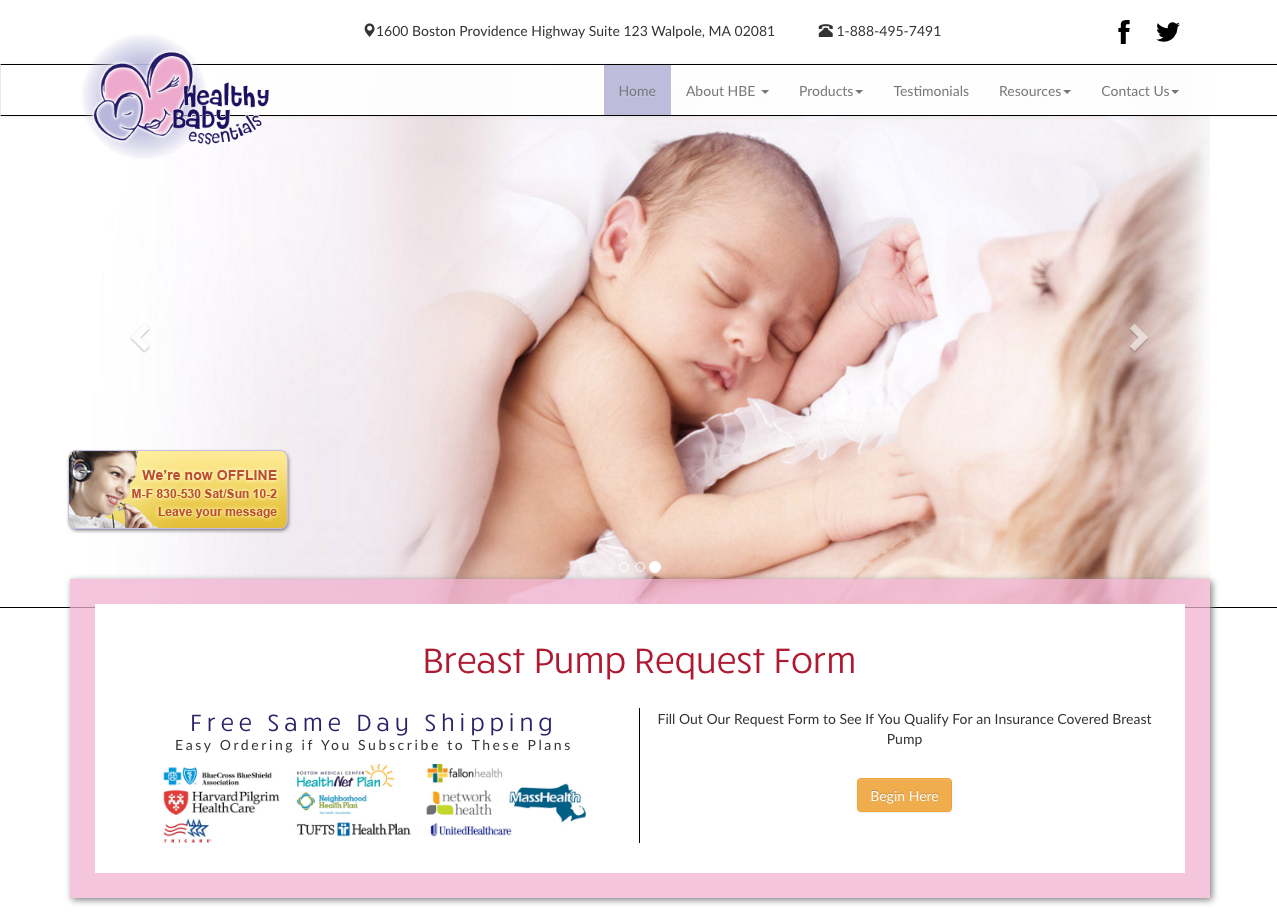 1600 Boston Providence Highway Suite 123 Walpole, MA 02081
1-888-495-7491
Healthy
Baby
essentials
Home
About HBE
Products
Testimonials
Resources
Contact Us
We're now OFFLINE
M-F 830-530 Sat/Sun 10-2
Leave your message
Breast Pump Request Form
Free Same Day Shipping
Easy Ordering if You Subscribe to These Plans
BlueCross BlueShield
Association
Harvard Pilgrim
HealthCare
TRICARE
BOSTON MEDICAL CENTER
HealthNet Plan
Neighborhood
Health Plan
TUFTS Health Plan
fallonhealth
network
health
UnitedHealthcare
MassHealth
Fill Out Our Request Form to See If You Qualify For an Insurance Covered Breast
Pump
Begin Here